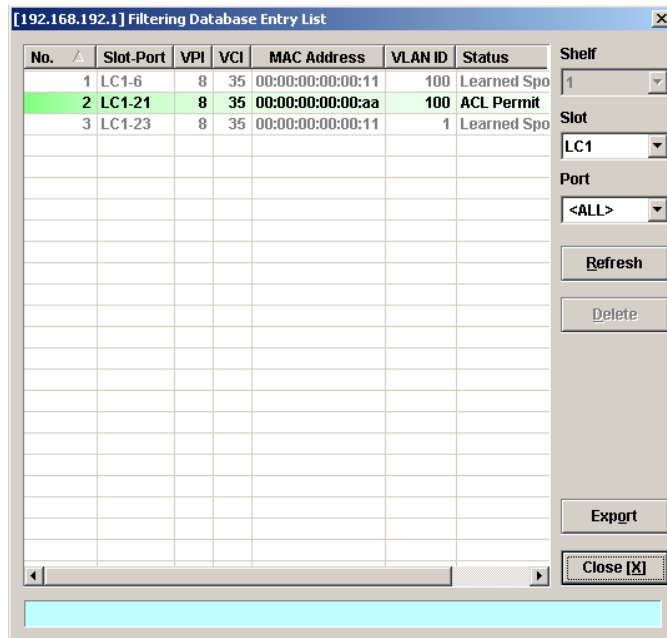 [192.168.192.1] Filtering Database Entry List
No. Slot-Port VPI VCI MAC Address VLAN ID Status
1 LC1-6 8 35 00:00:00:00:00:11 100 Learned Spo
2 LC1-21 8 35 00:00:00:00:00:aa 100 ACL Permit
3 LC1-23 8 35 00:00:00:00:00:11 1 Learned Spo
Shelf
1
Slot
LC1
Port
<ALL>
Refresh
Delete
Export
Close [X]